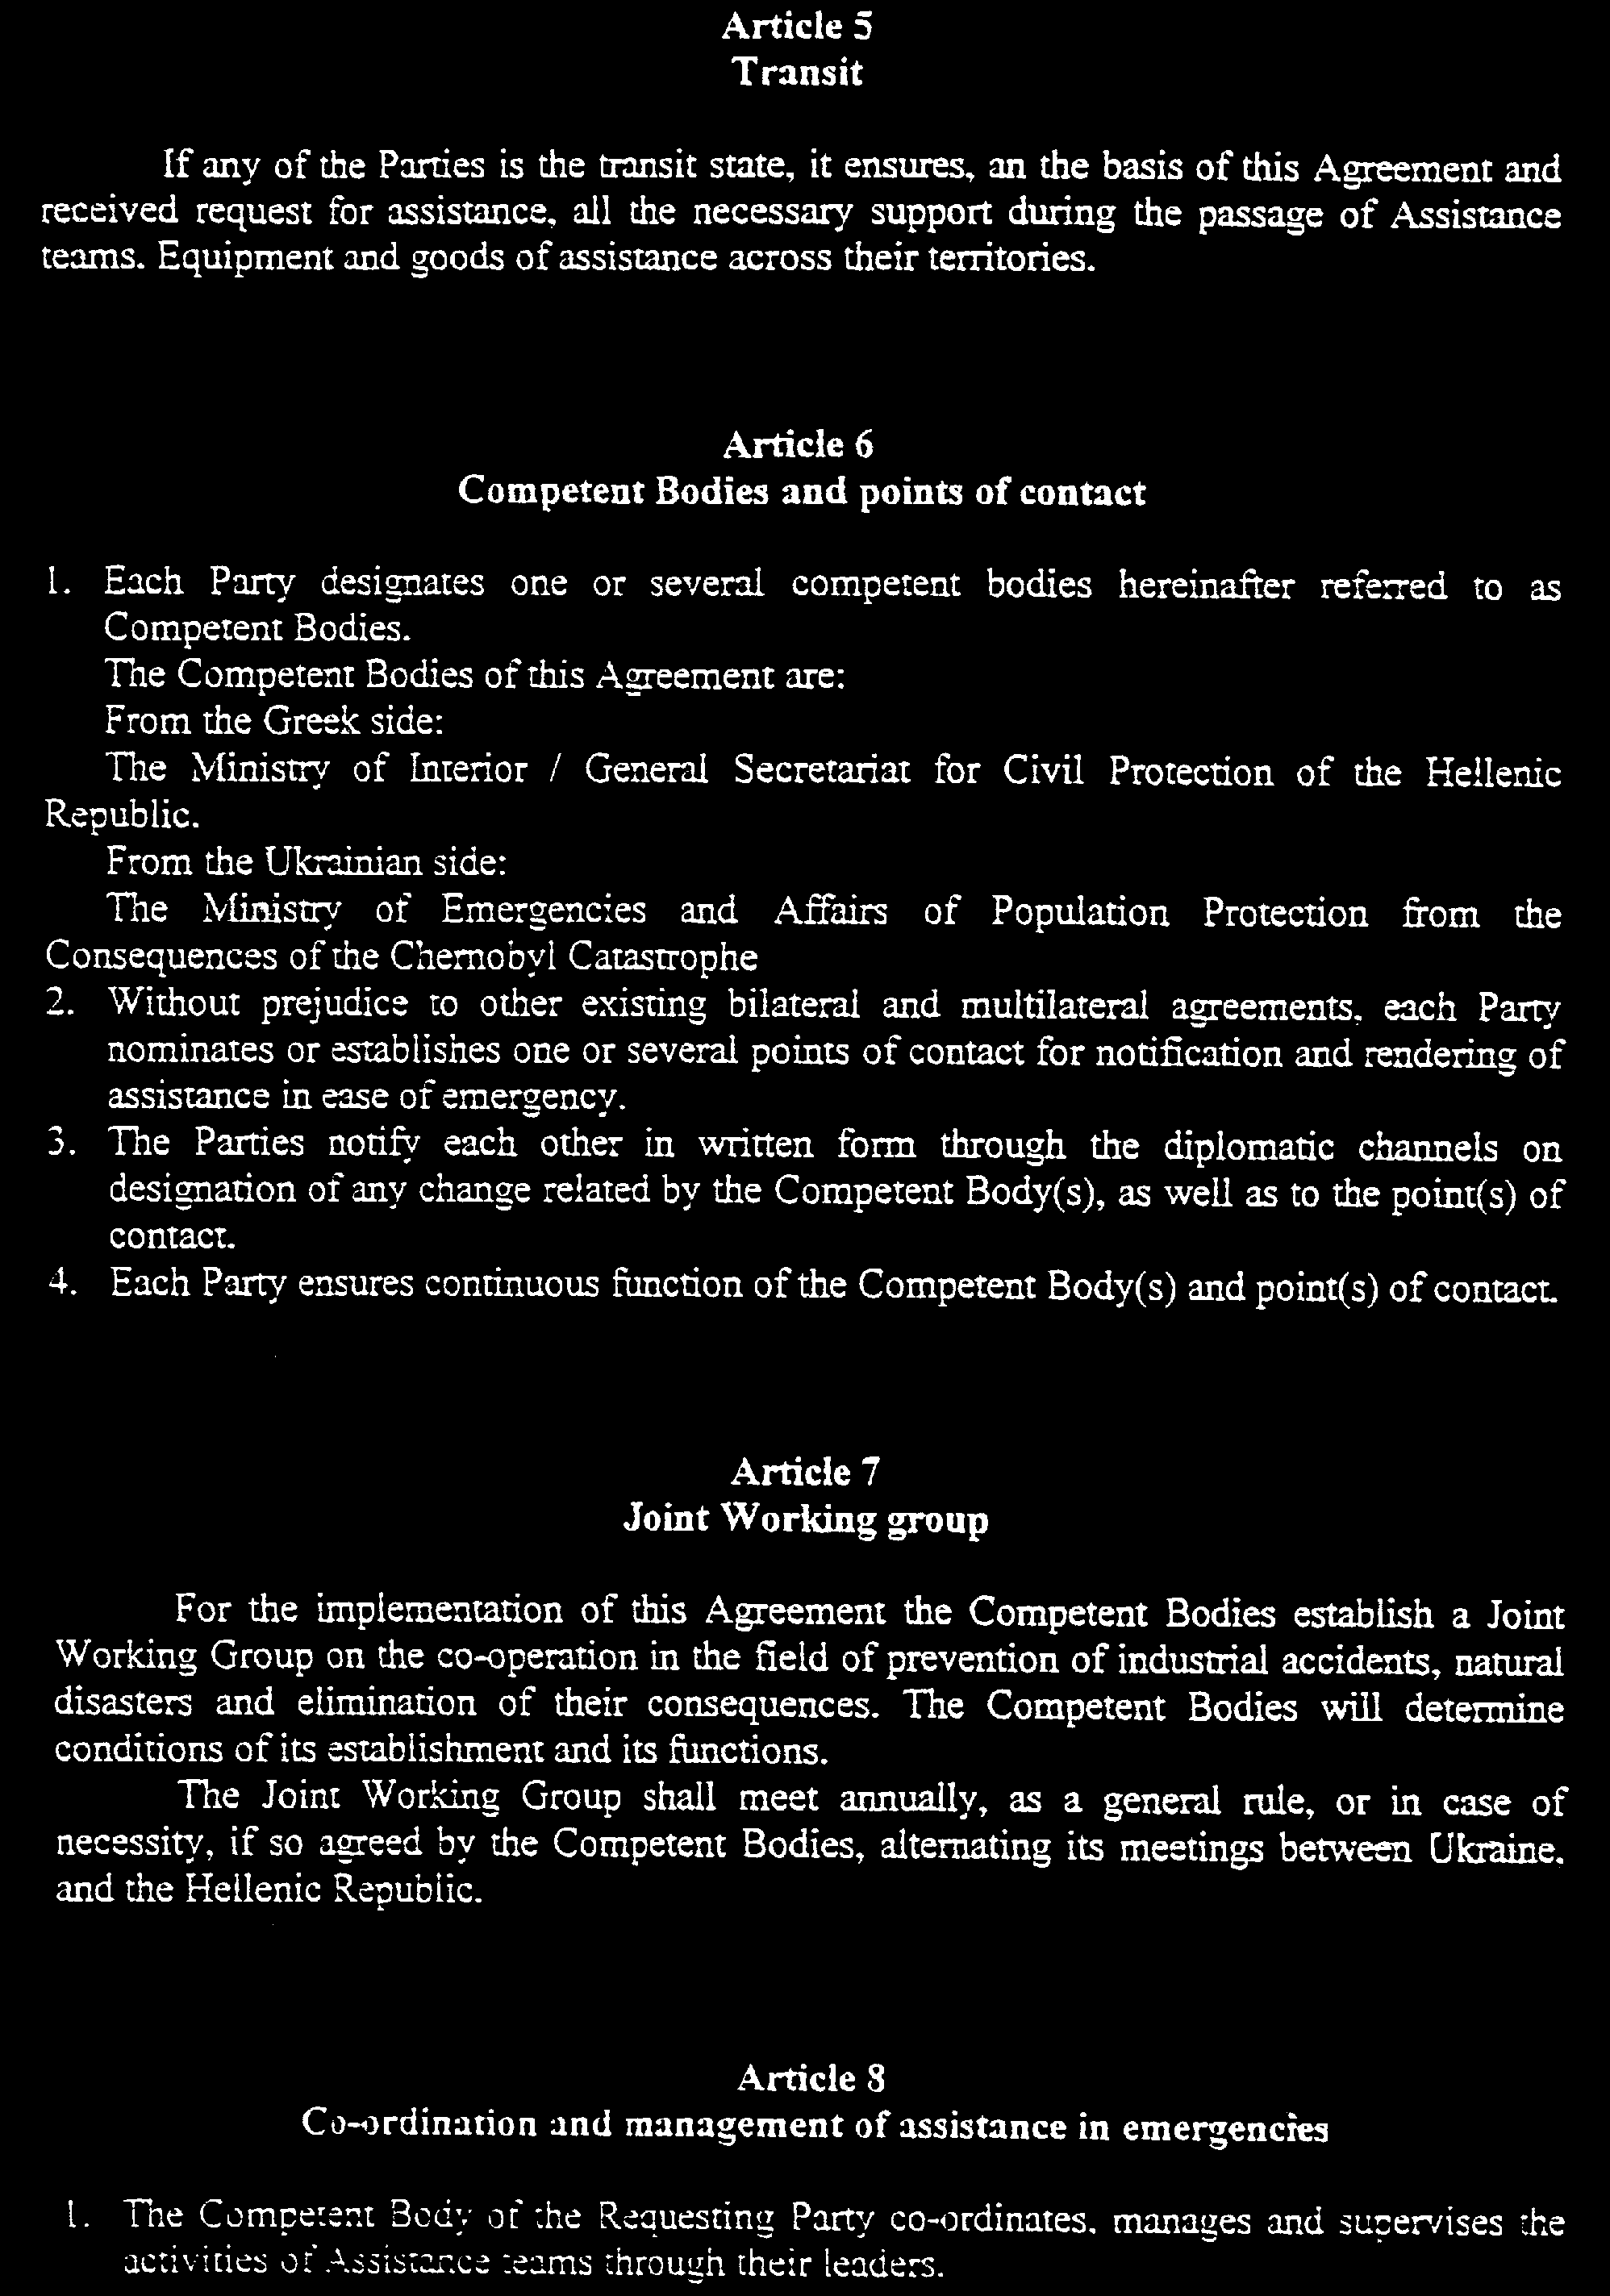 Article 5
Transit
If any of the Parties is the transit state, it ensures, an the basis of this Agreement and
received request for assistance, all the necessary support during the passage of Assistance
teams. Equipment and goods of assistance across their territories.
Article 6
Competent Bodies and points of contact
1. Each Party designates one or several competent bodies hereinafter referred to as
Competent Bodies.
The Competent Bodies of this Agreement are:
From the Greek side:
The Ministry of Interior / General Secretariat for Civil Protection of the Hellenic
Republic.
From the Ukrainian side:
The Ministry of Emergencies and Affairs of Population Protection from the
Consequences of the Chernobyl Catastrophe
2. Without prejudice to other existing bilateral and multilateral agreements, each Party
nominates or establishes one or several points of contact for notification and rendering of
assistance in ease of emergency.
3. The Parties notify each other in written form through the diplomatic channels on
designation of any change related by the Competent Body(s), as well as to the point(s) of
contact.
4. Each Party ensures continuous function of the Competent Body(s) and point(s) of contact.
Article 7
Joint Working group
For the implementation of this Agreement the Competent Bodies establish a Joint
Working Group on the co-operation in the field of prevention of industrial accidents, natural
disasters and elimination of their consequences. The Competent Bodies will determine
conditions of its establishment and its functions.
The Joint Working Group shall meet annually, as a general rule, or in case of
necessity, if so agreed by the Competent Bodies, alternating its meetings between Ukraine.
and the Hellenic Republic.
Article 8
Co-ordination and management of assistance in emergencies
1. The Competent Body of the Requesting Party co-ordinates, manages and supervises the
activities of Assistance teams through their leaders.